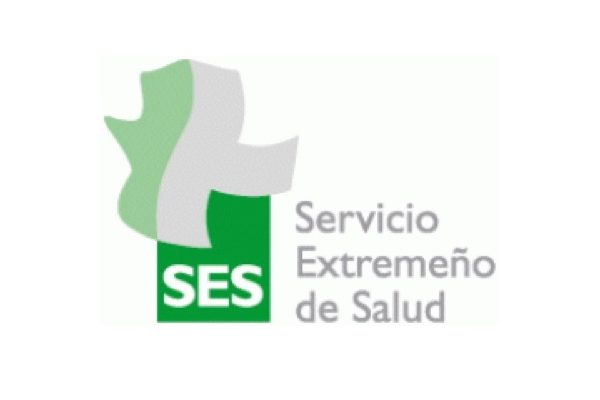 SES
Servicio
Extremeño
de Salud